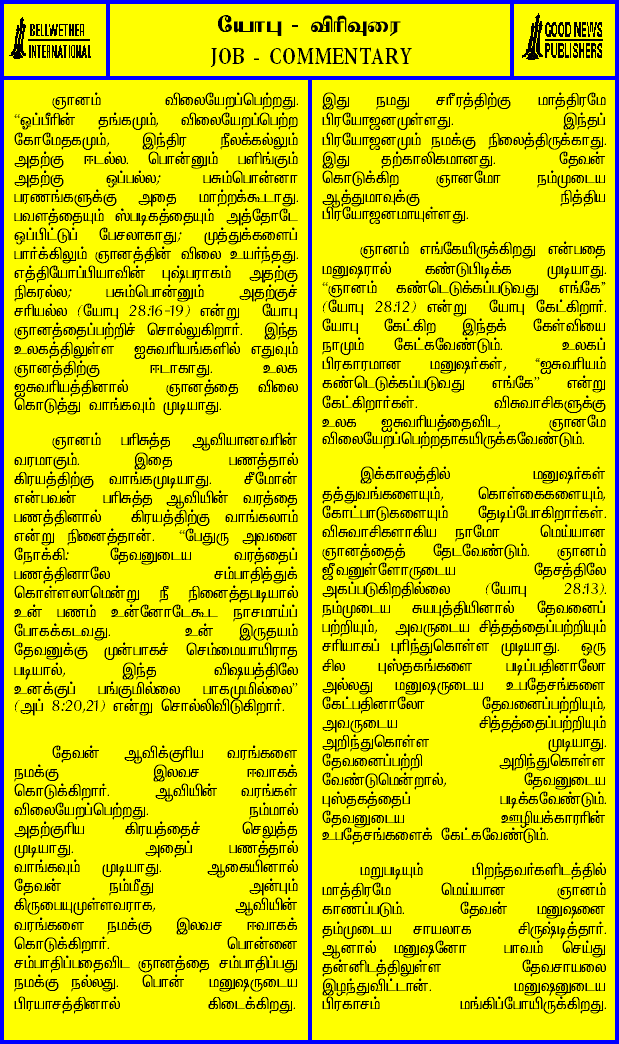 BELLWETHER
INTERNATIONAL
யோபு - விரிவுரை
JOB - COMMENTARY
GOOD NEWS
PUBLISHERS
ஞானம் விலையேறப்பெற்றது.
“ஓப்பீரின் தங்கமும், விலையேறப்பெற்ற
கோமேதகமும், இந்திர நீலக்கல்லும்
அதற்கு ஈடல்ல. பொன்னும் பளிங்கும்
அதற்கு ஒப்பல்ல; பசும்பொன்னா
பரணங்களுக்கு அதை மாற்றக்கூடாது.
பவளத்தையும் ஸ்படிகத்தையும் அத்தோடே
ஒப்பிட்டுப் பேசலாகாது; முத்துக்களைப்
பார்க்கிலும் ஞானத்தின் விலை உயர்ந்தது.
எத்தியோப்பியாவின் புஷ்பராகம் அதற்கு
நிகரல்ல; பசும்பொன்னும் அதற்குச்
சரியல்ல (யோபு 28:16-19) என்று யோபு
ஞானத்தைப்பற்றிச் சொல்லுகிறார். இந்த
உலகத்திலுள்ள ஐசுவரியங்களில் எதுவும்
ஞானத்திற்கு ஈடாகாது. உலக
ஐசுவரியத்தினால் ஞானத்தை விலை
கொடுத்து வாங்கவும் முடியாது.
ஞானம் பரிசுத்த ஆவியானவரின்
வரமாகும். இதை பணத்தால்
கிரயத்திற்கு வாங்கமுடியாது. சீமோன்
என்பவன் பரிசுத்த ஆவியின் வரத்தை
பணத்தினால் கிரயத்திற்கு வாங்கலாம்
என்று நினைத்தான். “பேதுரு அவனை
நோக்கி: தேவனுடைய வரத்தைப்
பணத்தினாலே சம்பாதித்துக்
கொள்ளலாமென்று நீ நினைத்தபடியால்
உன் பணம் உன்னோடேகூட நாசமாய்ப்
போகக்கடவது. உன் இருதயம்
தேவனுக்கு முன்பாகச் செம்மையாயிராத
படியால், இந்த விஷயத்திலே
உனக்குப் பங்குமில்லை பாகமுமில்லை”
(அப் 8:20,21) என்று சொல்லிவிடுகிறார்.
தேவன் ஆவிக்குரிய வரங்களை
நமக்கு இலவச ஈவாகக்
கொடுக்கிறார். ஆவியின் வரங்கள்
விலையேறப்பெற்றது. நம்மால்
அதற்குரிய கிரயத்தைச் செலுத்த
முடியாது. அதைப் பணத்தால்
வாங்கவும் முடியாது. ஆகையினால்
தேவன் நம்மீது அன்பும்
கிருபையுமுள்ளவராக, ஆவியின்
வரங்களை நமக்கு இலவச ஈவாகக்
கொடுக்கிறார். பொன்னை
சம்பாதிப்பதைவிட ஞானத்தை சம்பாதிப்பது
நமக்கு நல்லது. பொன் மனுஷருடைய
பிரயாசத்தினால் கிடைக்கிறது.
இது நமது சரீரத்திற்கு மாத்திரமே
பிரயோஜனமுள்ளது. இந்தப்
பிரயோஜனமும் நமக்கு நிலைத்திருக்காது.
இது தற்காலிகமானது. தேவன்
கொடுக்கிற ஞானமோ நம்முடைய
ஆத்துமாவுக்கு நித்திய
பிரயோஜனமாயுள்ளது.
ஞானம் எங்கேயிருக்கிறது என்பதை
மனுஷரால் கண்டுபிடிக்க முடியாது.
“ஞானம் கண்டெடுக்கப்படுவது எங்கே”
(யோபு 28:12) என்று யோபு கேட்கிறார்.
யோபு கேட்கிற இந்தக் கேள்வியை
நாமும் கேட்கவேண்டும். உலகப்
பிரகாரமான மனுஷர்கள், “ஐசுவரியம்
கண்டெடுக்கப்படுவது எங்கே” என்று
கேட்கிறார்கள். விசுவாசிகளுக்கு
உலக ஐசுவரியத்தைவிட, ஞானமே
விலையேறப்பெற்றதாகயிருக்கவேண்டும்.
இக்காலத்தில் மனுஷர்கள்
தத்துவங்களையும், கொள்கைகளையும்,
கோட்பாடுகளையும் தேடிப்போகிறார்கள்.
விசுவாசிகளாகிய நாமோ மெய்யான
ஞானத்தைத் தேடவேண்டும். ஞானம்
ஜீவனுள்ளோருடைய தேசத்திலே
அகப்படுகிறதில்லை (யோபு 28:13).
நம்முடைய சுயபுத்தியினால் தேவனைப்
பற்றியும், அவருடைய சித்தத்தைப்பற்றியும்
சரியாகப் புரிந்துகொள்ள முடியாது. ஒரு
சில புஸ்தகங்களை படிப்பதினாலோ
அல்லது மனுஷருடைய உபதேசங்களை
கேட்பதினாலோ தேவனைப்பற்றியும்,
அவருடைய சித்தத்தைப்பற்றியும்
அறிந்துகொள்ள முடியாது.
தேவனைப்பற்றி அறிந்துகொள்ள
வேண்டுமென்றால், தேவனுடைய
புஸ்தகத்தைப் படிக்கவேண்டும்.
தேவனுடைய ஊழியக்காரரின்
உபதேசங்களைக் கேட்கவேண்டும்.
மறுபடியும் பிறந்தவர்களிடத்தில்
மாத்திரமே மெய்யான ஞானம்
காணப்படும். தேவன் மனுஷனை
தம்முடைய சாயலாக சிருஷ்டித்தார்.
ஆனால் மனுஷனோ பாவம் செய்து
தன்னிடத்திலுள்ள தேவசாயலை
இழந்துவிட்டான். மனுஷனுடைய
பிரகாசம் மங்கிப்போயிருக்கிறது.